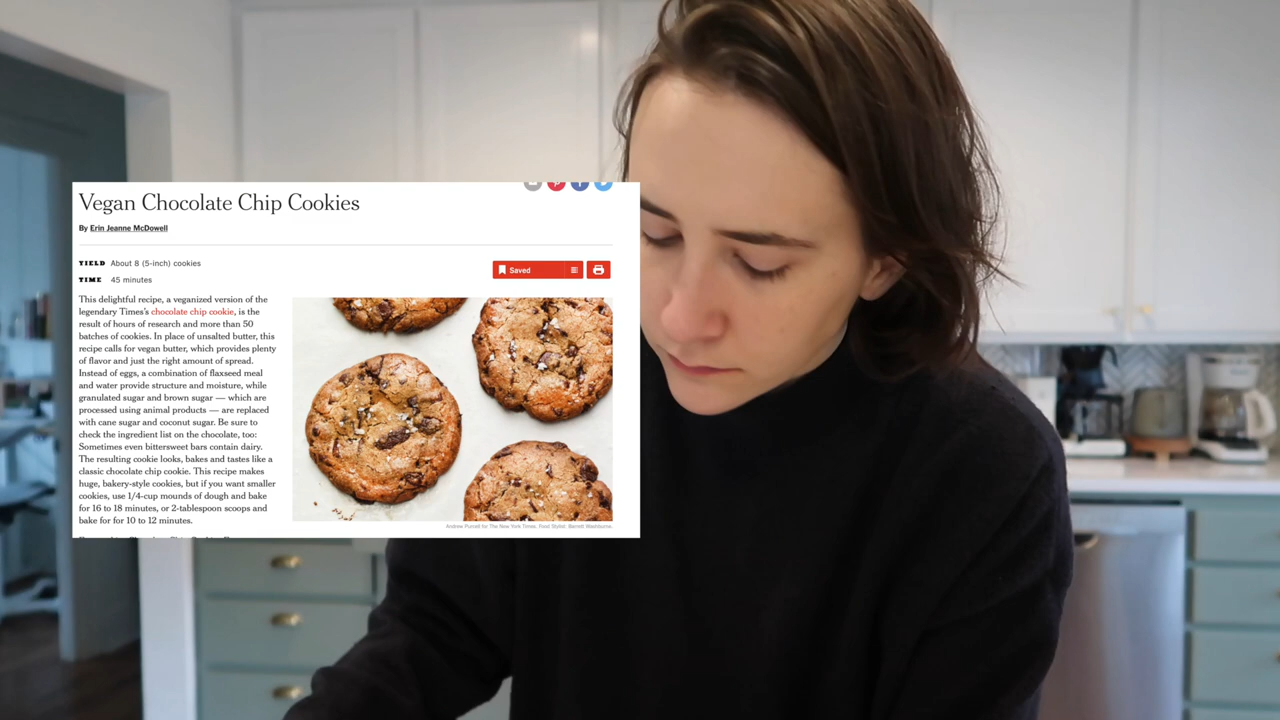 Vegan Chocolate Chip Cookies
By Erin Jeanne McDowell
YIELD About 8 (5-inch) cookies
TIME 45 minutes
Saved
This delightful recipe, a veganized version of the
legendary Times's chocolate chip cookie, is the
result of hours of research and more than 50
batches of cookies. In place of unsalted butter, this
recipe calls for vegan butter, which provides plenty
of flavor and just the right amount of spread.
Instead of eggs, a combination of flaxseed meal
and water provide structure and moisture, while
granulated sugar and brown sugar — which are
processed using animal products — are replaced
with cane sugar and coconut sugar. Be sure to
check the ingredient list on the chocolate, too:
Sometimes even bittersweet bars contain dairy.
The resulting cookie looks, bakes and tastes like a
classic chocolate chip cookie. This recipe makes
huge, bakery-style cookies, but if you want smaller
cookies, use 1/4-cup mounds of dough and bake
for 16 to 18 minutes, or 2-tablespoon scoops and
bake for for 10 to 12 minutes.
Andrew Purcell for The New York Times. Food Stylist: Barrett Washburne.